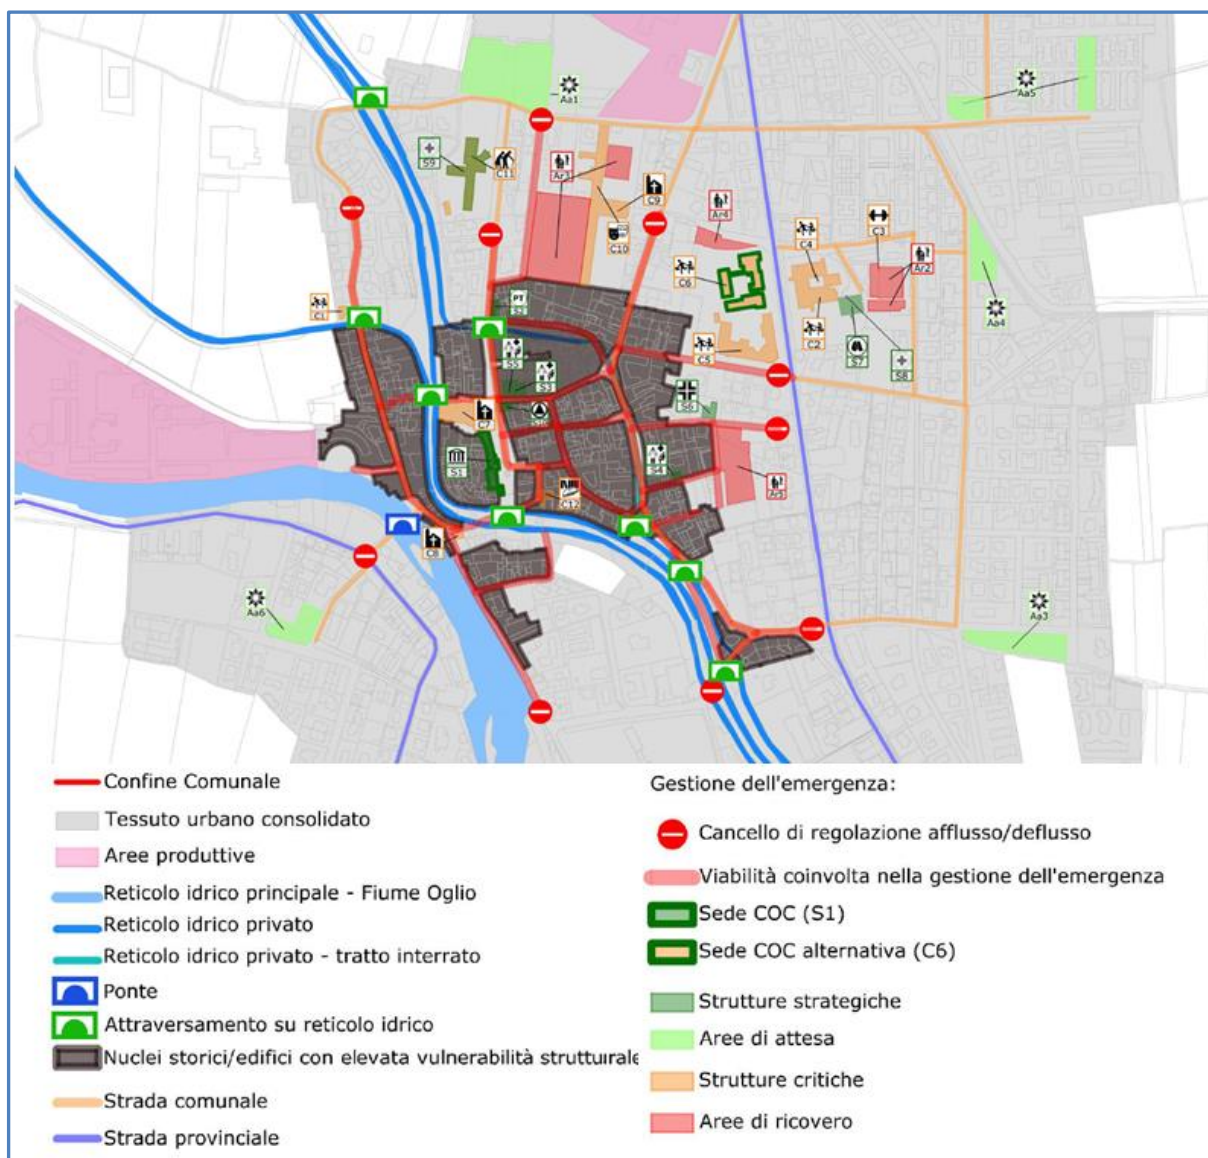 Aa1
Aa5
S9
C11
Ar3
C9
Ar4
C10
C4
C3
Ar2
C6
Aa4
C1
PT
S2
C5
C2
S7
S8
S5
S3
S6
C7
S10
S1
S4
C12
Ar5
C8
Aa6
Aa3
Confine Comunale
Tessuto urbano consolidato
Aree produttive
Reticolo idrico principale - Fiume Oglio
Reticolo idrico privato
Reticolo idrico privato - tratto interrato
Ponte
Attraversamento su reticolo idrico
Nuclei storici/edifici con elevata vulnerabilità strutturale
Strada comunale
Strada provinciale
Gestione dell'emergenza:
Cancello di regolazione afflusso/deflusso
Viabilità coinvolta nella gestione dell'emergenza
Sede COC (S1)
Sede COC alternativa (C6)
Strutture strategiche
Aree di attesa
Strutture critiche
Aree di ricovero